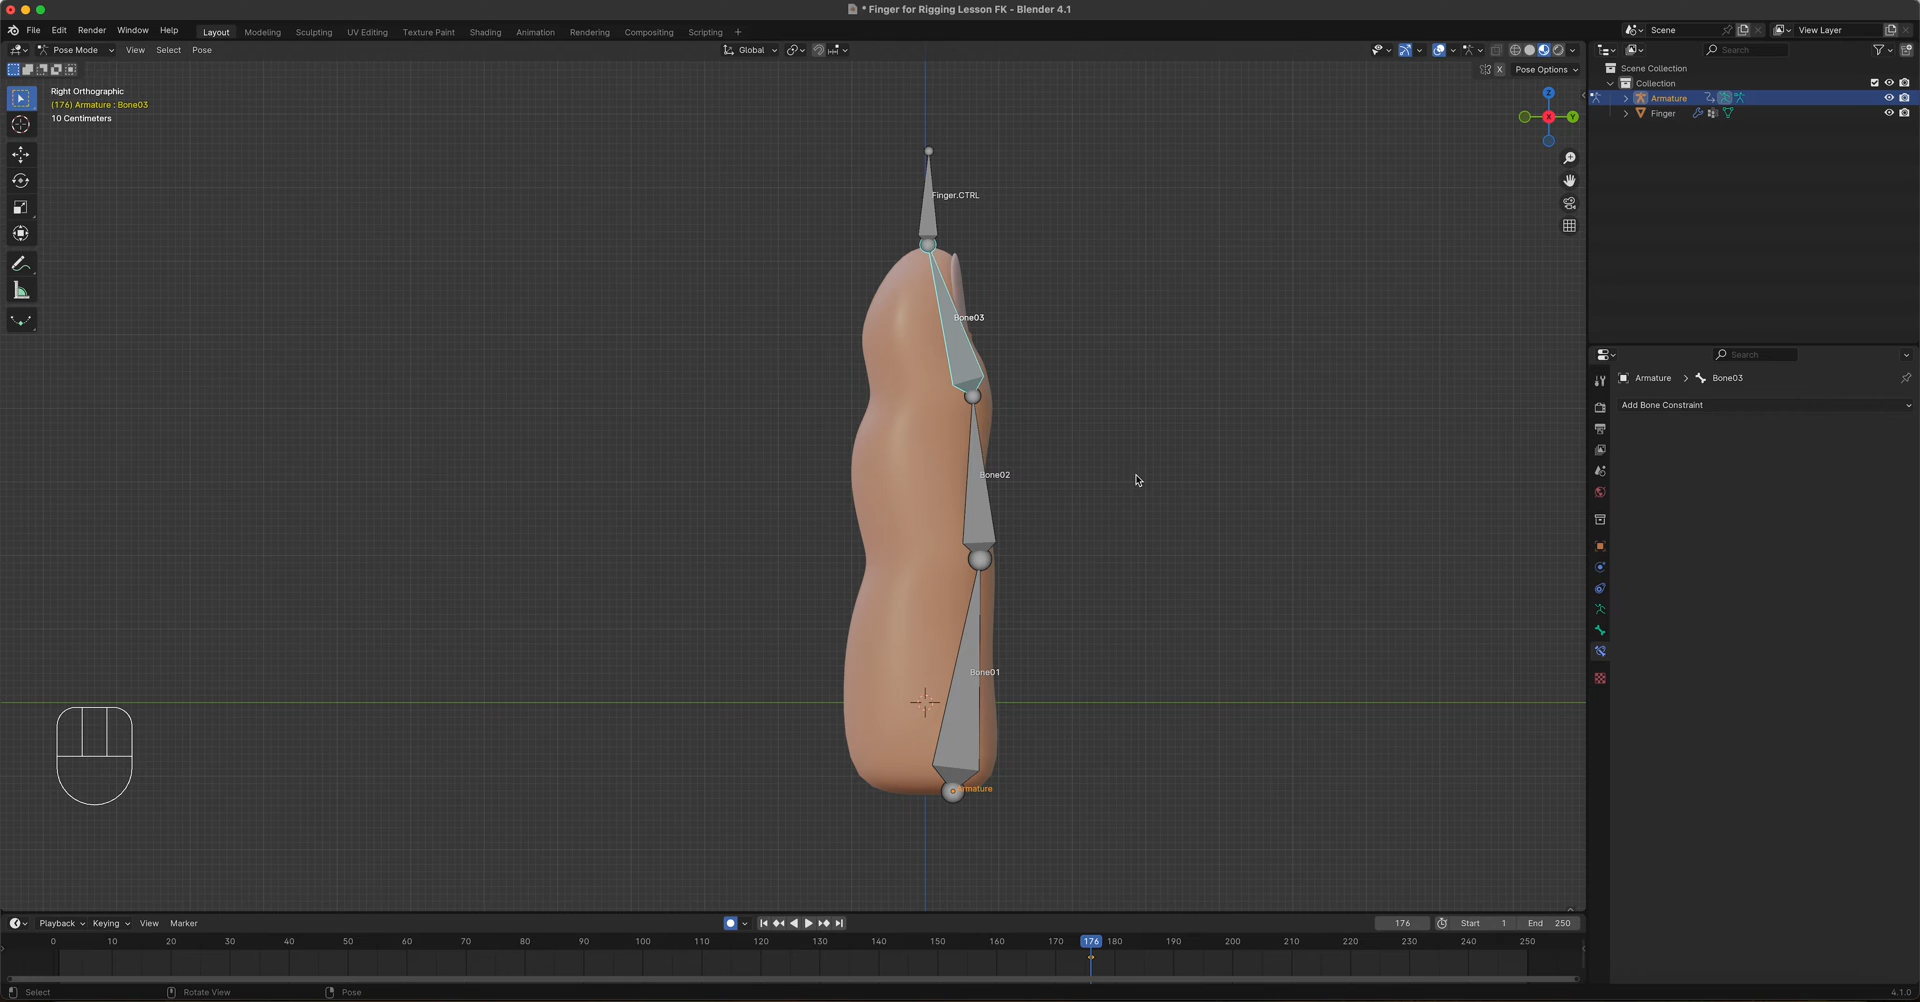 * Finger for Rigging Lesson FK - Blender 4.1
File Edit Render Window Help Layout Modeling Sculpting UV Editing Texture Paint Shading Animation Rendering Compositing Scripting + Scene View Layer
Pose Mode View Select Pose Global Search
X Pose Options
Right Orthographic
(176) Armature : Bone03
10 Centimeters
Scene Collection
Collection
Armature
Finger
Z
X
Y
Finger.CTRL
Bone03
Bone02
Bone01
Armature
Search
Armature > Bone03
Add Bone Constraint
Playback Keying View Marker 176 Start 1 End 250
0 10 20 30 40 50 60 70 80 90 100 110 120 130 140 150 160 170 176 180 190 200 210 220 230 240 250
Select Rotate View Pose 4.1.0